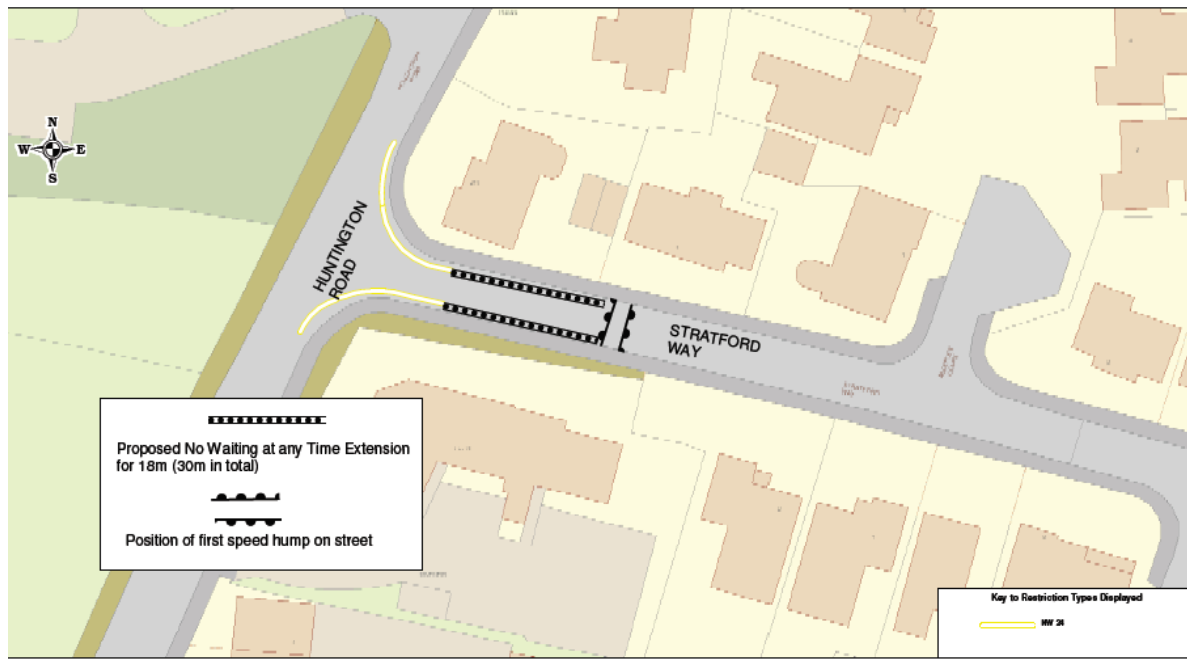 N
W E
S
HUNTINGTON
ROAD
STRATFORD
WAY
Proposed No Waiting at any Time Extension
for 18m (30m in total)
Position of first speed hump on street
Key to Restriction Types Displayed
NW 24